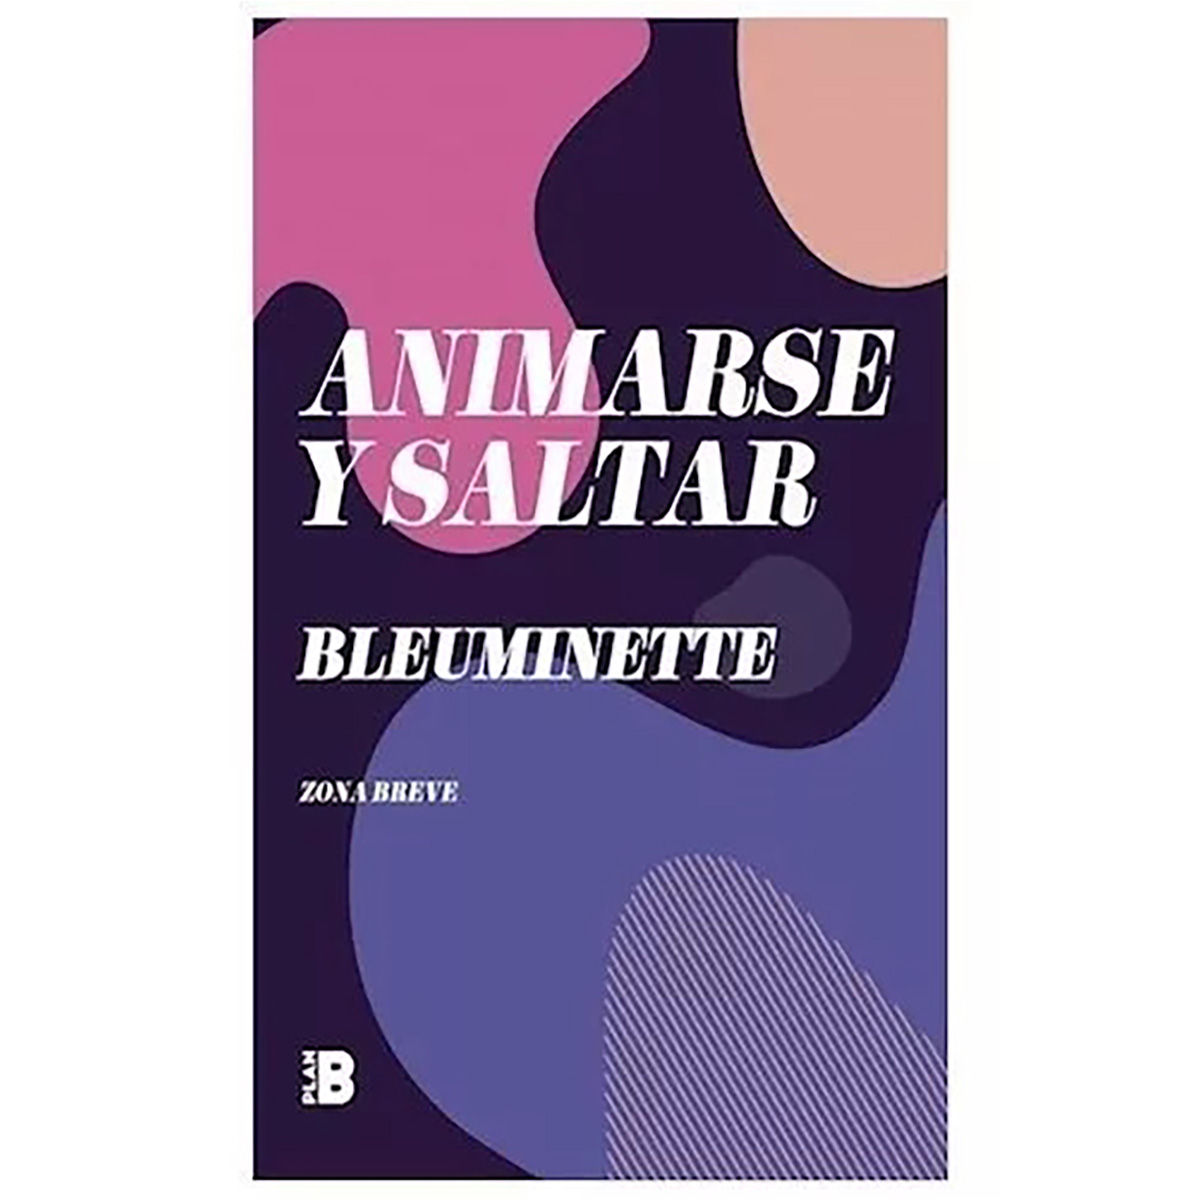 ANIMARSE
Y SALTAR
BLEUMINETTE
ZONA BREVE
PLAN
B